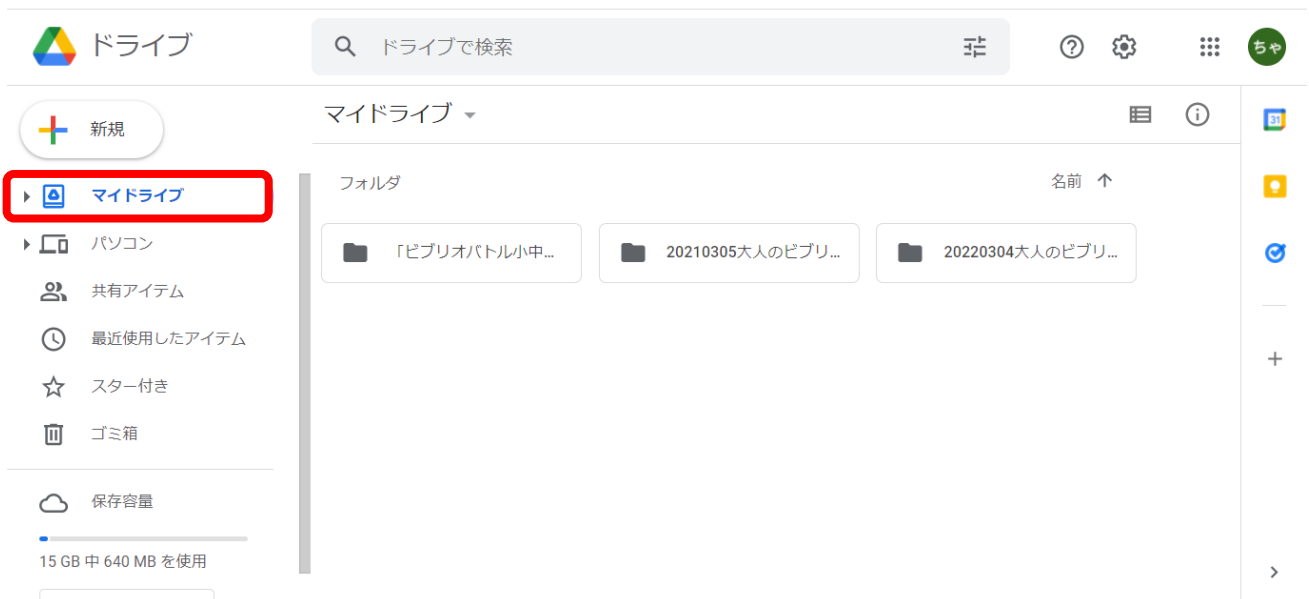 ドライブ
ドライブで検索
ちゃ
新規
マイドライブ
マイドライブ
パソコン
共有アイテム
最近使用したアイテム
スター付き
ゴミ箱
保存容量
15 GB 中 640 MB を使用
フォルダ
名前
「ビブリオバトル小中...
20210305大人のビブリ...
20220304大人のビブリ...
31